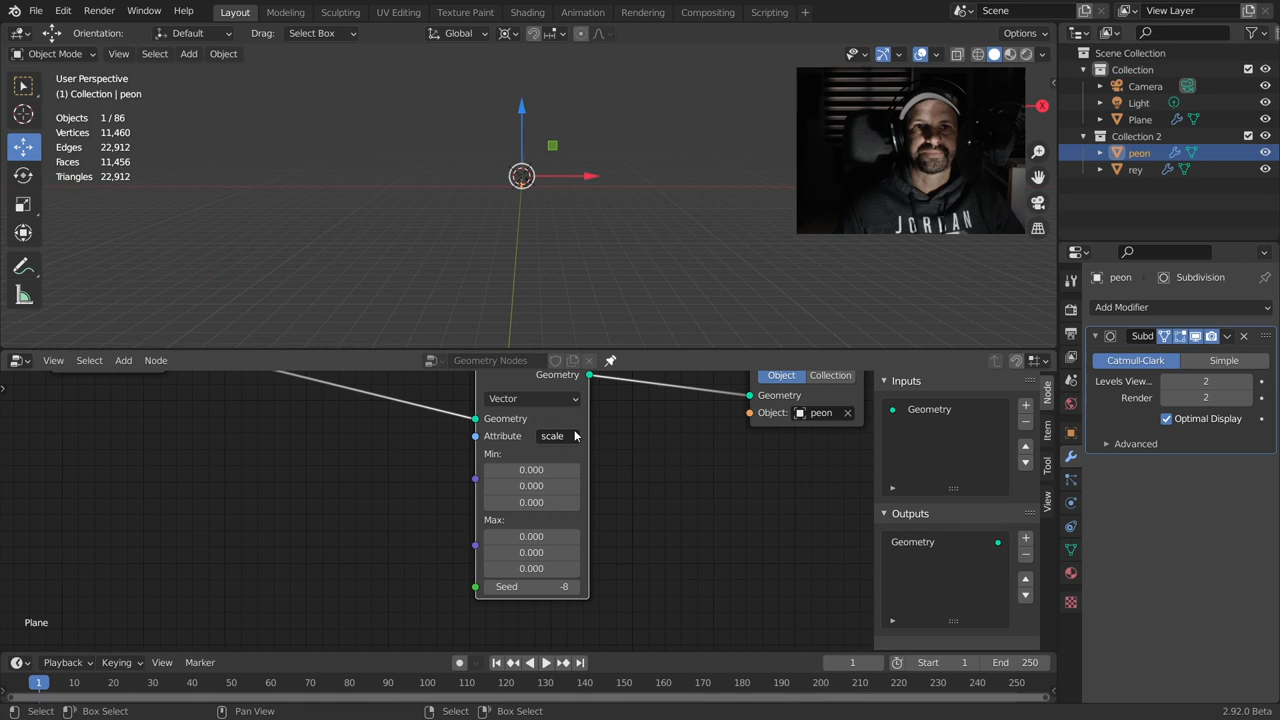 File Edit Render Window Help Layout Modeling Sculpting UV Editing Texture Paint Shading Animation Rendering Compositing Scripting + Scene View Layer
Orientation: Default Drag: Select Box Global Options
Object Mode View Select Add Object
User Perspective
(1) Collection | peon
Objects 1 / 86
Vertices 11,460
Edges 22,912
Faces 11,456
Triangles 22,912
X
JORDAN
Scene Collection
Collection
Camera
Light
Plane
Collection 2
peon
rey
peon Subdivision
Add Modifier
Subd
Catmull-Clark Simple
Levels View... 2
Render 2
Optimal Display
Advanced
View Select Add Node Geometry Nodes
Geometry
Vector
Geometry
Attribute scale
Min:
0.000
0.000
0.000
Max:
0.000
0.000
0.000
Seed -8
Object Collection
Geometry
Object: peon
Inputs
Geometry
Outputs
Geometry
Node
Item
Tool
View
Plane
Playback Keying View Marker 1 Start 1 End 250
1 10 20 30 40 50 60 70 80 90 100 110 120 130 140 150 160 170 180 190 200 210 220 230 240 250
Select Box Select Pan View Select Box Select 2.92.0 Beta